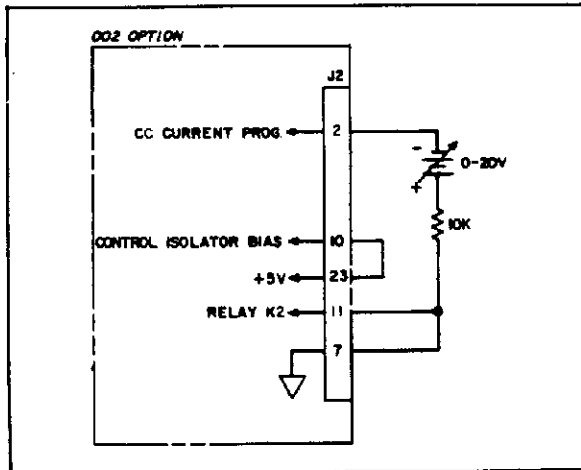 002 OPTION
J2
CC CURRENT PROG.
2
-
+
0-20V
10K
CONTROL ISOLATOR BIAS
10
+5V
23
RELAY K2
11
7